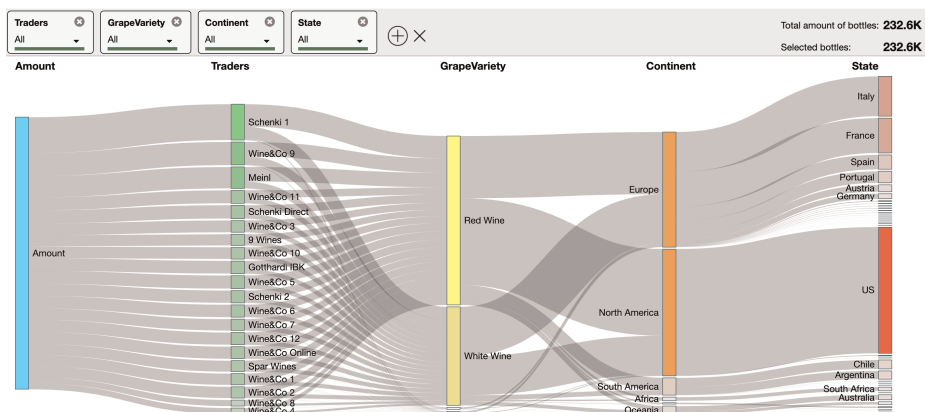 Traders GrapeVariety Continent State
All All All All
Total amount of bottles: 232.6K
Selected bottles: 232.6K
Amount Traders GrapeVariety Continent State
Amount
Schenki 1
Wine&Co 9
Meinl
Wine&Co 11
Schenki Direct
Wine&Co 3
9 Wines
Wine&Co 10
Gotthardi IBK
Wine&Co 5
Schenki 2
Wine&Co 6
Wine&Co 7
Wine&Co 12
Wine&Co Online
Spar Wines
Wine&Co 1
Wine&Co 2
Wine&Co 8
Wine&Co 4
Red Wine
White Wine
Europe
North America
South America
Africa
Oceania
Italy
France
Spain
Portugal
Austria
Germany
US
Chile
Argentina
South Africa
Australia